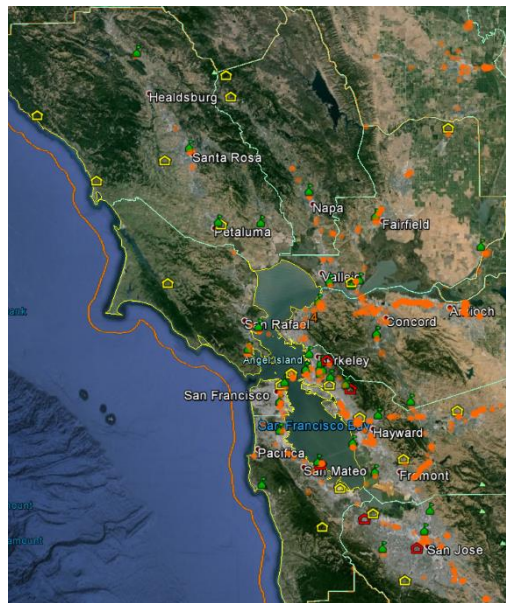 Healdsburg
Santa Rosa
Napa
Fairfield
Petaluma
Vallejo
Antioch
San Rafael
Concord
Angel Island
Berkeley
San Francisco
San Francisco Bay
Hayward
Pacifica
San Mateo
Fremont
San Jose